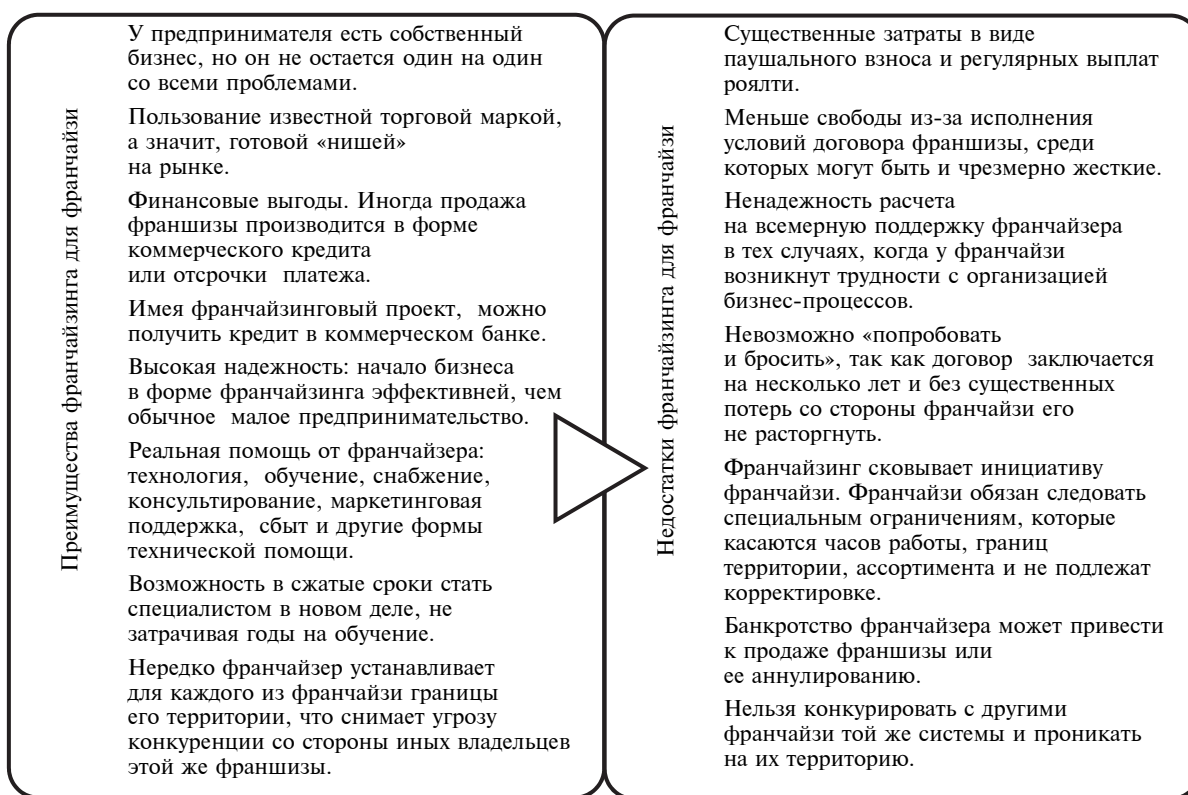 Преимущества франчайзинга для франчайзи
У предпринимателя есть собственный
бизнес, но он не остается один на один
со всеми проблемами.
Пользование известной торговой маркой,
а значит, готовой «нишей»
на рынке.
Финансовые выгоды. Иногда продажа
франшизы производится в форме
коммерческого кредита
или отсрочки платежа.
Имея франчайзинговый проект, можно
получить кредит в коммерческом банке.
Высокая надежность: начало бизнеса
в форме франчайзинга эффективней, чем
обычное малое предпринимательство.
Реальная помощь от франчайзера:
технология, обучение, снабжение,
консультирование, маркетинговая
поддержка, сбыт и другие формы
технической помощи.
Возможность в сжатые сроки стать
специалистом в новом деле, не
затрачивая годы на обучение.
Нередко франчайзер устанавливает
для каждого из франчайзи границы
его территории, что снимает угрозу
конкуренции со стороны иных владельцев
этой же франшизы.
Недостатки франчайзинга для франчайзи
Существенные затраты в виде
паушального взноса и регулярных выплат
роялти.
Меньше свободы из-за исполнения
условий договора франшизы, среди
которых могут быть и чрезмерно жесткие.
Ненадежность расчета
на всемерную поддержку франчайзера
в тех случаях, когда у франчайзи
возникнут трудности с организацией
бизнес-процессов.
Невозможно «попробовать
и бросить», так как договор заключается
на несколько лет и без существенных
потерь со стороны франчайзи его
не расторгнуть.
Франчайзинг сковывает инициативу
франчайзи. Франчайзи обязан следовать
специальным ограничениям, которые
касаются часов работы, границ
территории, ассортимента и не подлежат
корректировке.
Банкротство франчайзера может привести
к продаже франшизы или
ее аннулированию.
Нельзя конкурировать с другими
франчайзи той же системы и проникать
на их территорию.